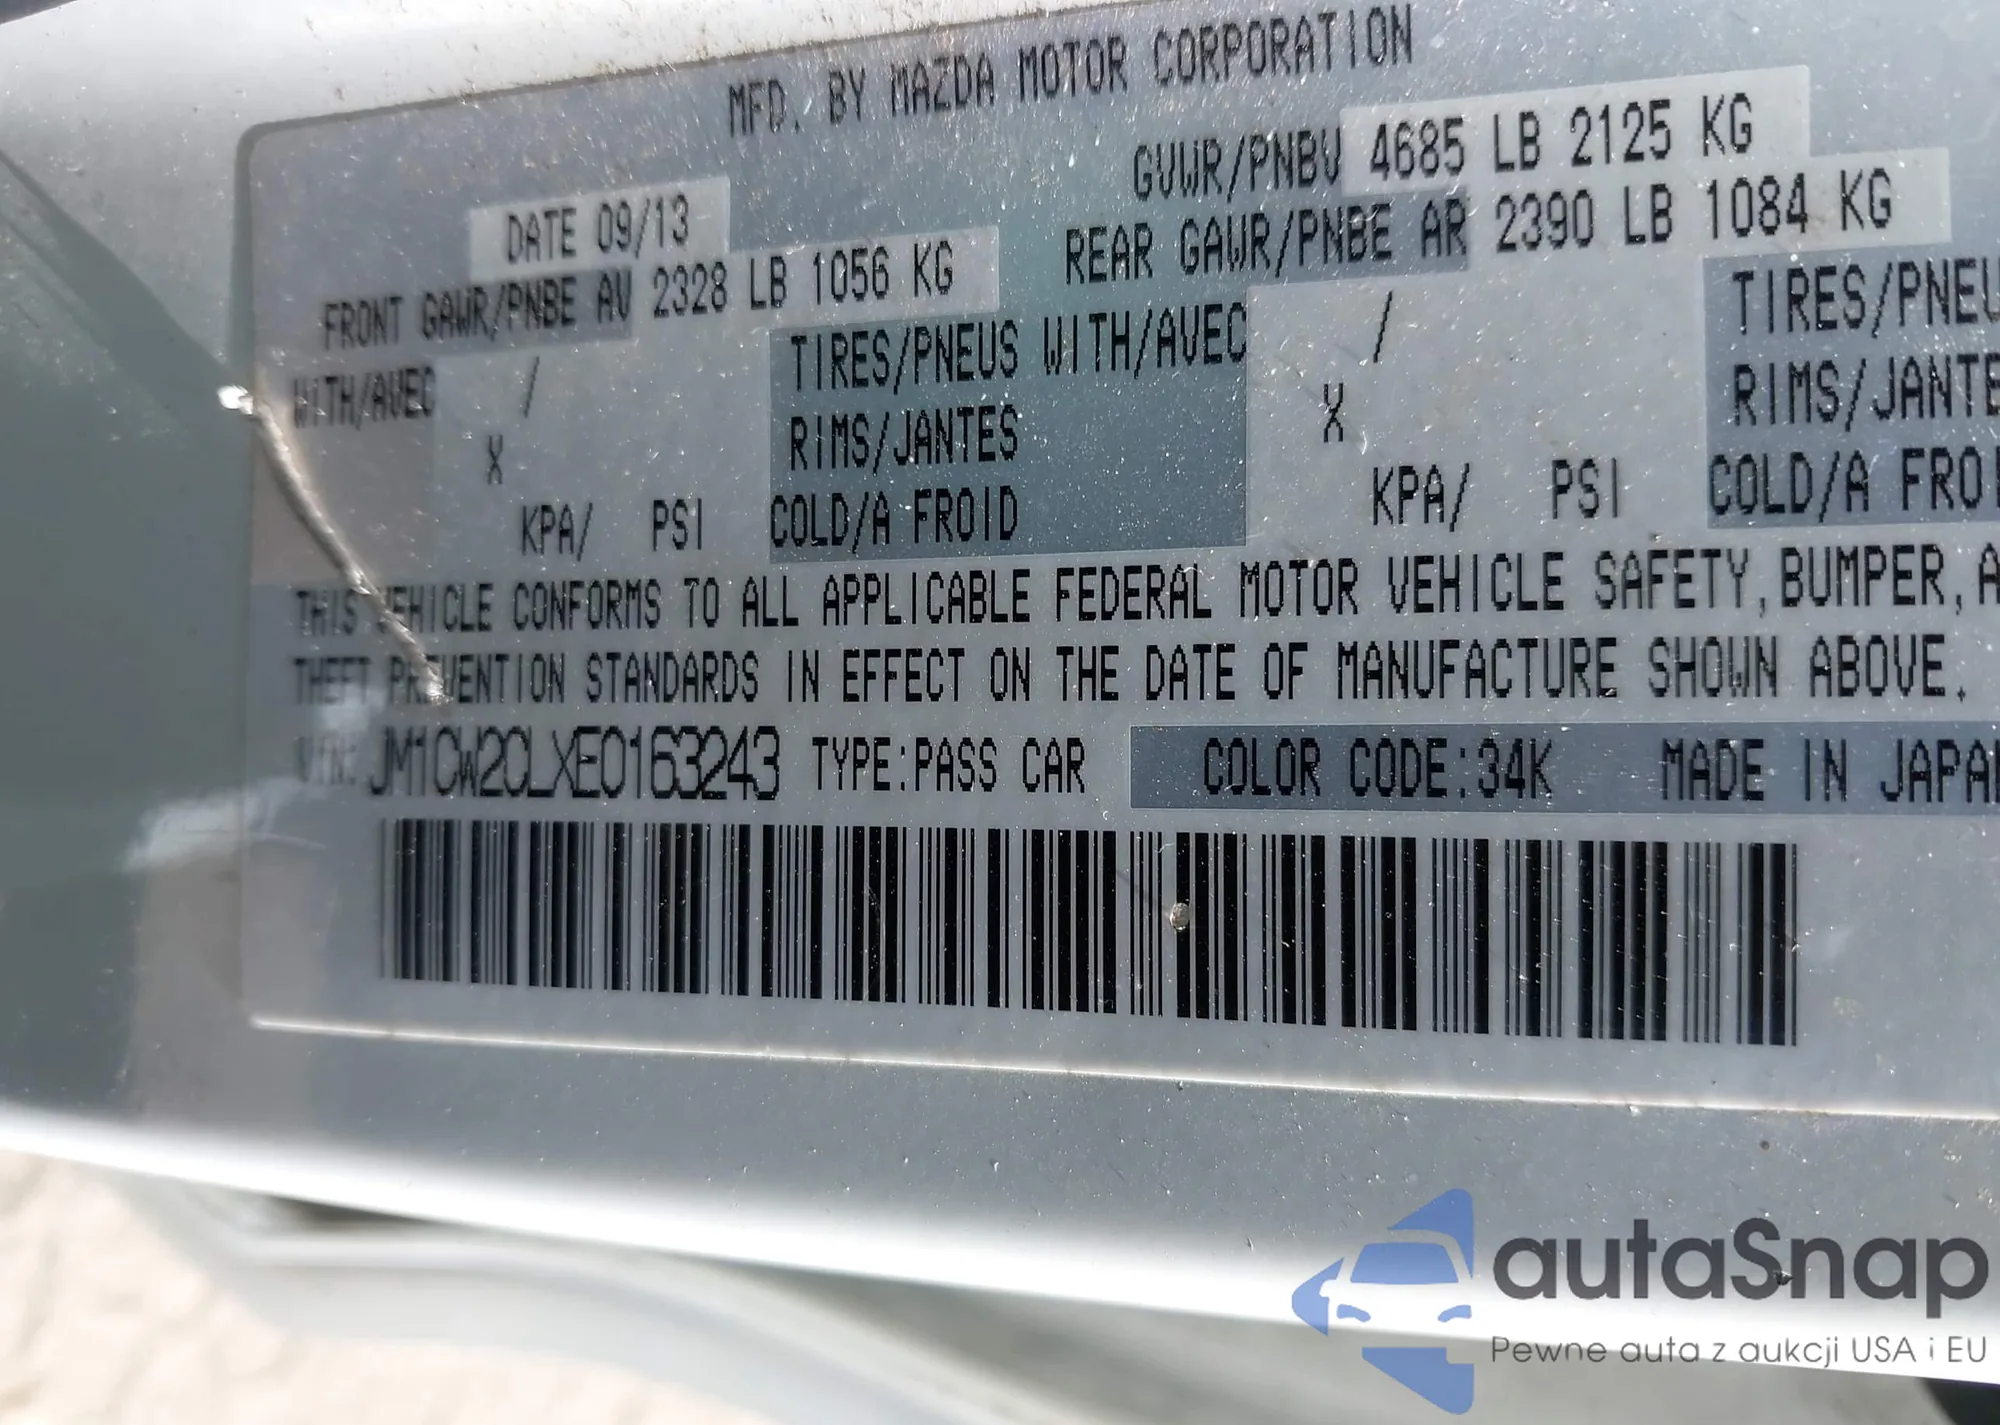 MFD. BY MAZDA MOTOR CORPORATION
GVWR/PNBV 4685 LB 2125 KG
DATE 09/13
REAR GAWR/PNBE AR 2390 LB 1084 KG
FRONT GAWR/PNBE AV 2328 LB 1056 KG
WITH/AVEC / TIRES/PNEUS WITH/AVEC / TIRES/PNEU
X RIMS/JANTES X RIMS/JANTE
KPA/ PSI COLD/A FROID KPA/ PSI COLD/A FROI
THIS VEHICLE CONFORMS TO ALL APPLICABLE FEDERAL MOTOR VEHICLE SAFETY, BUMPER, A
THEFT PREVENTION STANDARDS IN EFFECT ON THE DATE OF MANUFACTURE SHOWN ABOVE.
VIN: JM1CW2CLXE0163243 TYPE:PASS CAR COLOR CODE:34K MADE IN JAPAN
autaSnap
Pewne auta z aukcji USA i EU